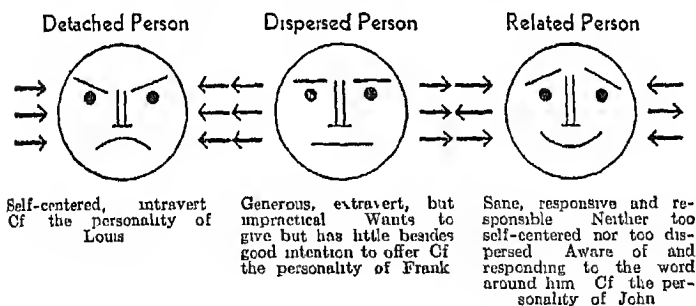 Detached Person
Dispersed Person
Related Person
Self-centered, intravert
Cf the personality of
Louis
Generous, extravert, but
impractical Wants to
give but has little besides
good intention to offer Cf
the personality of Frank
Sane, responsive and re-
sponsible Neither too
self-centered nor too dis-
persed Aware of and
responding to the word
around him Cf the per-
sonality of John